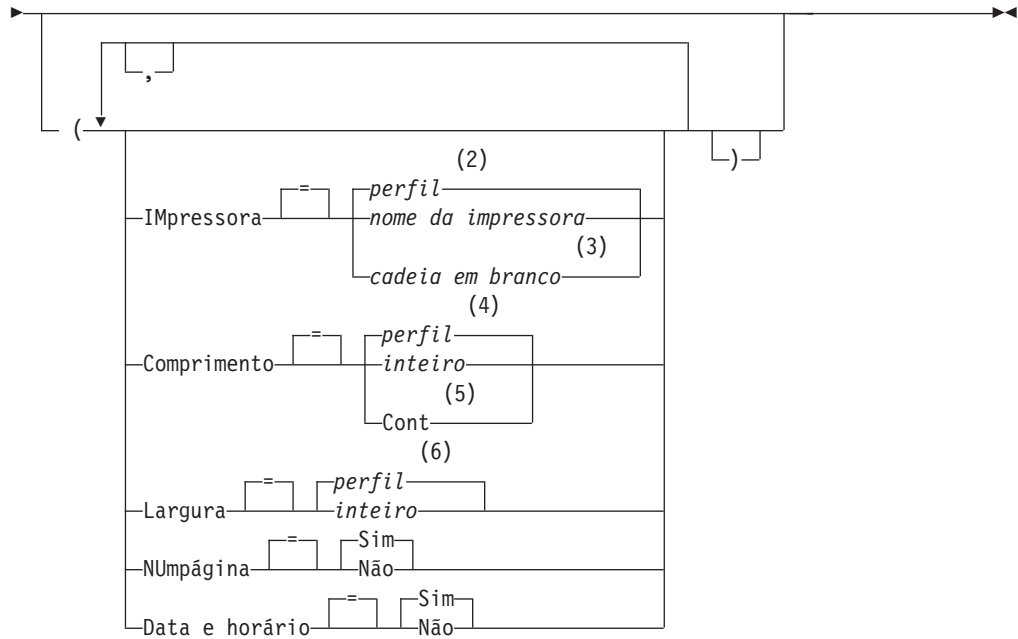 ,
(
)
(2)
IMpressora = perfil
nome da impressora
(3)
cadeia em branco
(4)
Comprimento = perfil
inteiro
(5)
Cont
(6)
Largura = perfil
inteiro
NUmpágina = Sim
Não
Data e horário = Sim
Não